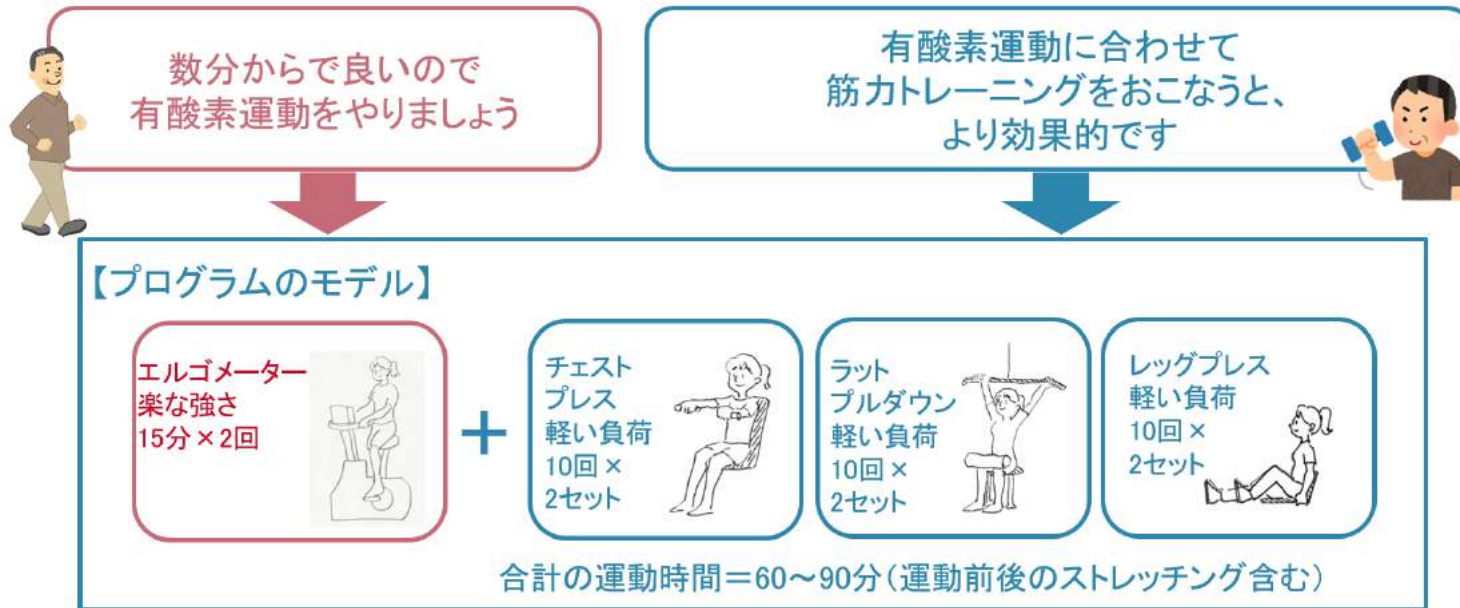 数分からで良いので
有酸素運動をやりましょう
有酸素運動に合わせて
筋力トレーニングをおこなうと、
より効果的です
【プログラムのモデル】
エルゴメーター
楽な強さ
15分×2回
＋
チェスト
プレス
軽い負荷
10回×
2セット
ラット
プルダウン
軽い負荷
10回×
2セット
レッグプレス
軽い負荷
10回×
2セット
合計の運動時間＝60～90分（運動前後のストレッチング含む）